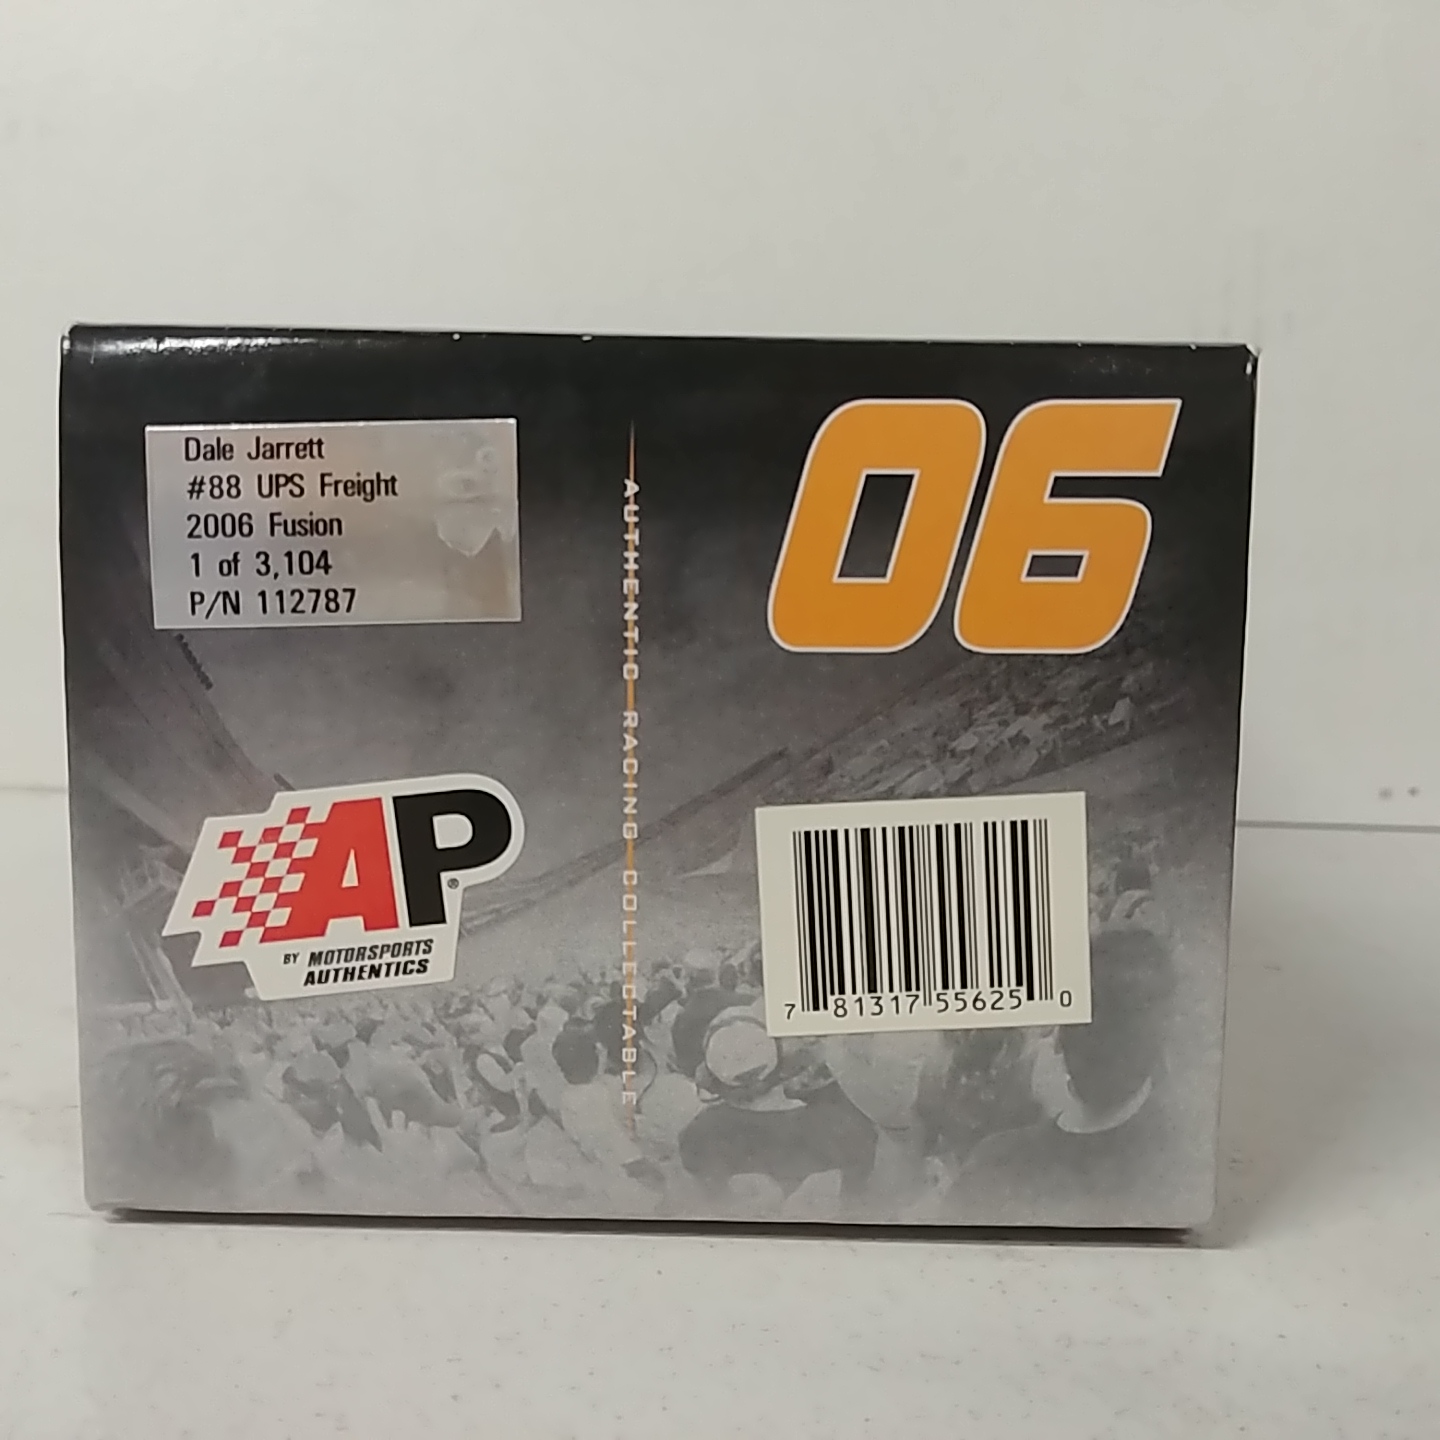 Dale Jarrett
#88 UPS Freight
2006 Fusion
1 of 3,104
P/N 112787
06
AUTHENTIC RACING COLLECTABLE
AP®
BY MOTORSPORTS
AUTHENTICS
7 81317 55625 0